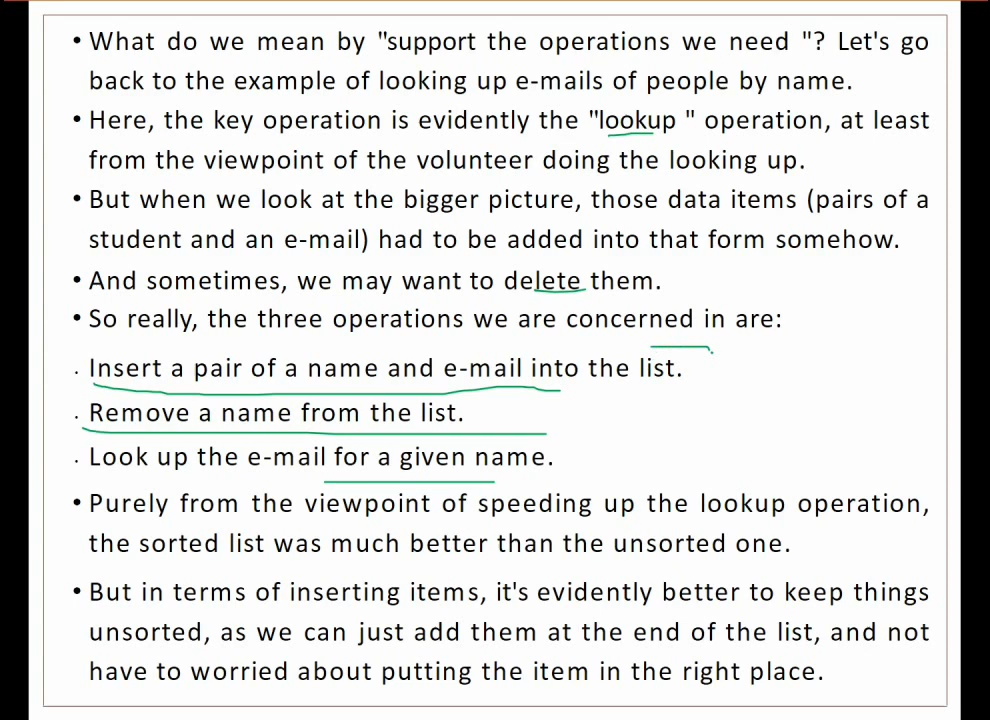 • What do we mean by "support the operations we need "? Let's go
back to the example of looking up e-mails of people by name.
• Here, the key operation is evidently the "lookup " operation, at least
from the viewpoint of the volunteer doing the looking up.
• But when we look at the bigger picture, those data items (pairs of a
student and an e-mail) had to be added into that form somehow.
• And sometimes, we may want to delete them.
• So really, the three operations we are concerned in are:
· Insert a pair of a name and e-mail into the list.
· Remove a name from the list.
· Look up the e-mail for a given name.
• Purely from the viewpoint of speeding up the lookup operation,
the sorted list was much better than the unsorted one.
• But in terms of inserting items, it's evidently better to keep things
unsorted, as we can just add them at the end of the list, and not
have to worried about putting the item in the right place.